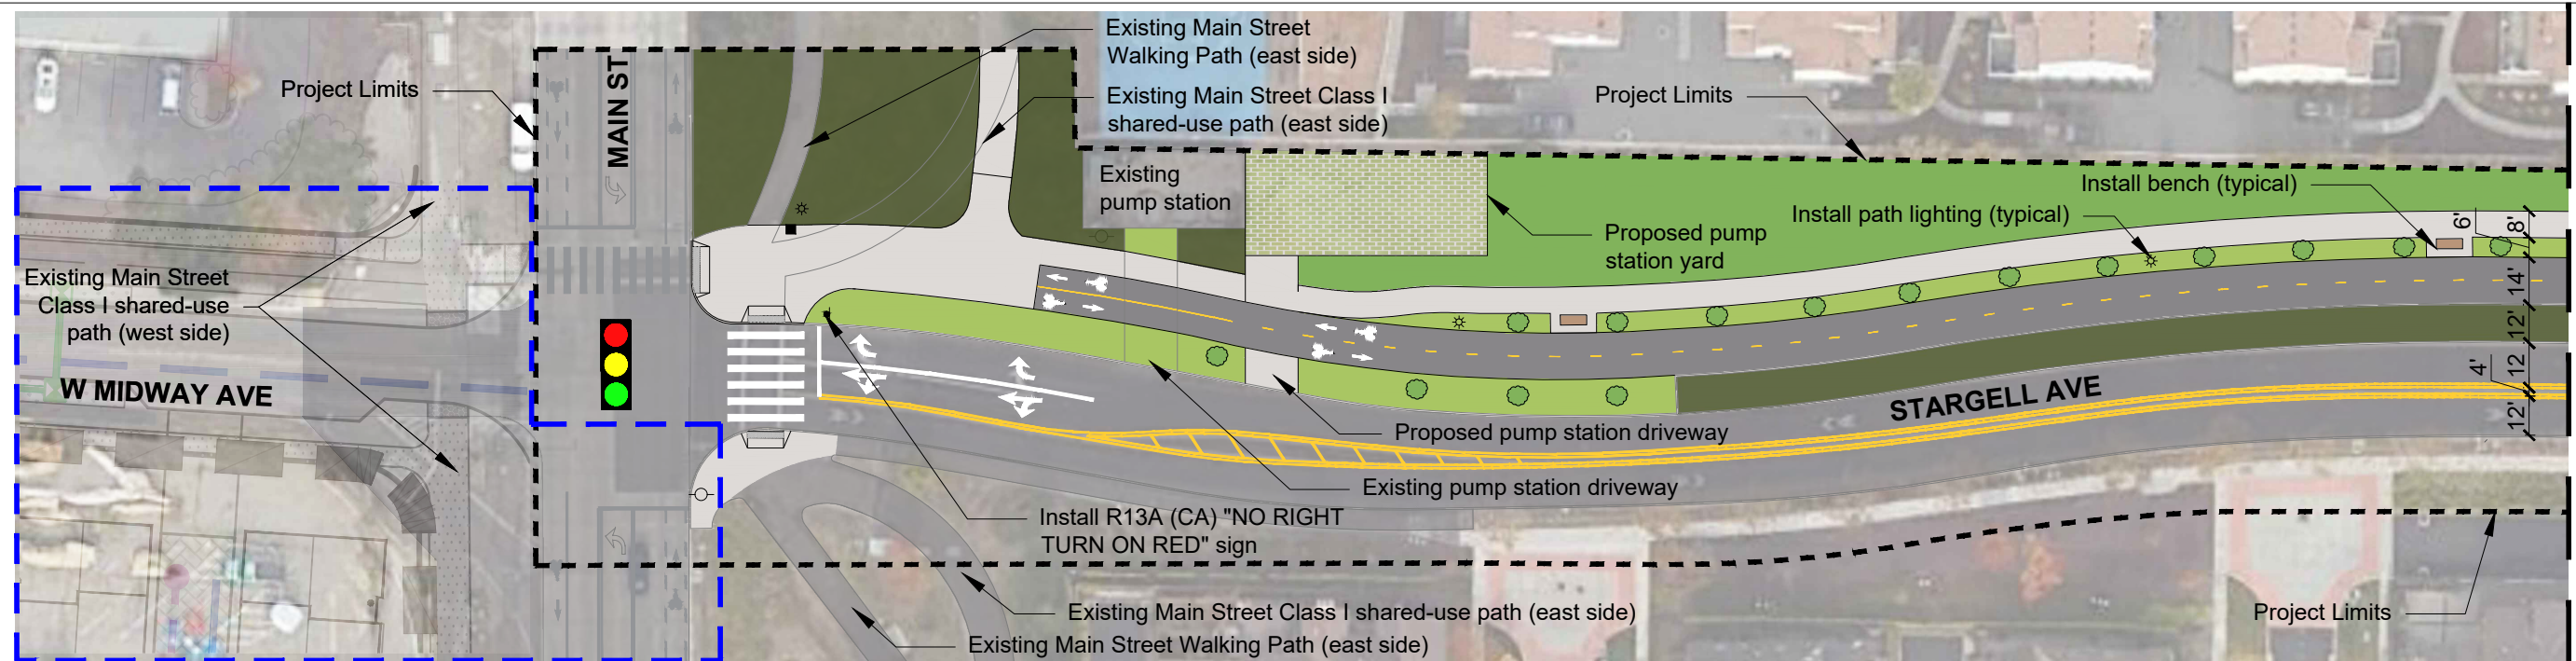 Existing Main Street
Walking Path (east side)
Project Limits
MAIN ST
Existing Main Street Class I
shared-use path (east side)
Project Limits
Existing
pump station
Install bench (typical)
Install path lighting (typical)
Proposed pump
station yard
6'
8'
14'
12'
12
4'
12'
Existing Main Street
Class I shared-use
path (west side)
W MIDWAY AVE
STARGELL AVE
Proposed pump station driveway
Existing pump station driveway
Install R13A (CA) "NO RIGHT
TURN ON RED" sign
Existing Main Street Class I shared-use path (east side)
Existing Main Street Walking Path (east side)
Project Limits